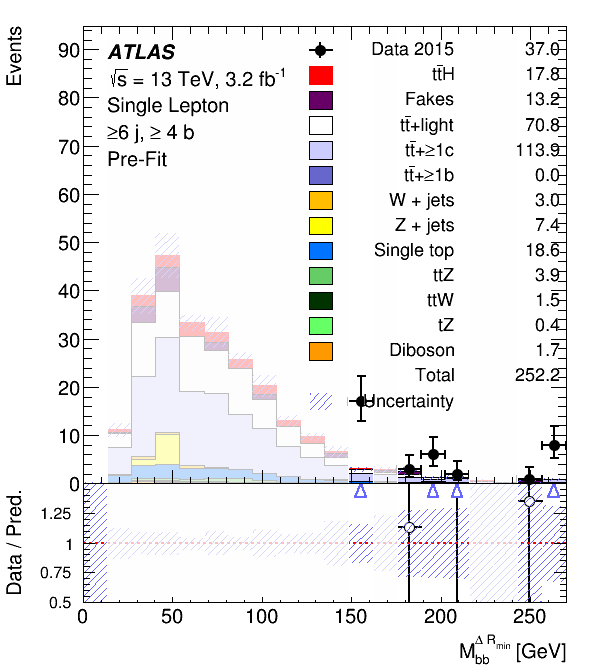 Events
ATLAS
√s = 13 TeV, 3.2 fb-1
Single Lepton
≥6 j, ≥ 4 b
Pre-Fit
Data 2015 37.0
tt̄H 17.8
Fakes 13.2
tt̄+light 70.8
tt̄+≥1c 113.9
tt̄+≥1b 0.0
W + jets 3.0
Z + jets 7.4
Single top 18.6
ttZ 3.9
ttW 1.5
tZ 0.4
Diboson 1.7
Total 252.2
Uncertainty
90
80
70
60
50
40
30
20
10
0
Data / Pred.
1.25
1
0.75
0.5
0 50 100 150 200 250
M_bb^Δ R_min [GeV]